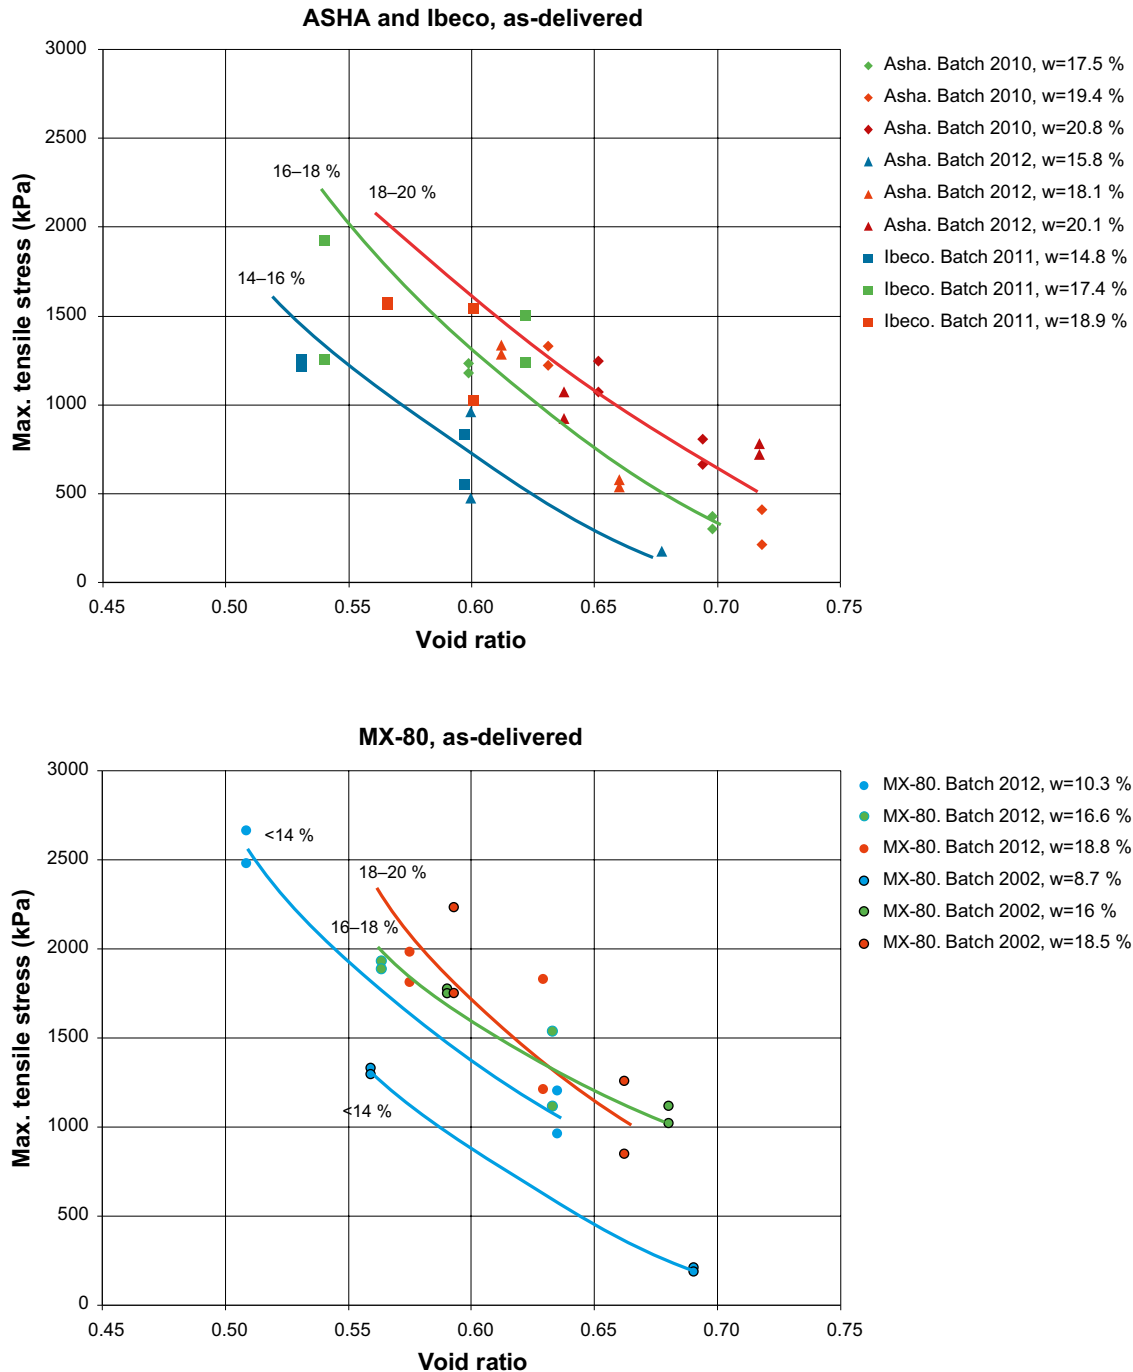 ASHA and Ibeco, as-delivered
3000
2500
2000
1500
1000
500
0
Max. tensile stress (kPa)
16–18 %
18–20 %
14–16 %
0.45
0.50
0.55
0.60
0.65
0.70
0.75
Void ratio
Asha. Batch 2010, w=17.5 %
Asha. Batch 2010, w=19.4 %
Asha. Batch 2010, w=20.8 %
Asha. Batch 2012, w=15.8 %
Asha. Batch 2012, w=18.1 %
Asha. Batch 2012, w=20.1 %
Ibeco. Batch 2011, w=14.8 %
Ibeco. Batch 2011, w=17.4 %
Ibeco. Batch 2011, w=18.9 %
MX-80, as-delivered
3000
2500
2000
1500
1000
500
0
Max. tensile stress (kPa)
<14 %
18–20 %
16–18 %
<14 %
0.45
0.50
0.55
0.60
0.65
0.70
0.75
Void ratio
MX-80. Batch 2012, w=10.3 %
MX-80. Batch 2012, w=16.6 %
MX-80. Batch 2012, w=18.8 %
MX-80. Batch 2002, w=8.7 %
MX-80. Batch 2002, w=16 %
MX-80. Batch 2002, w=18.5 %